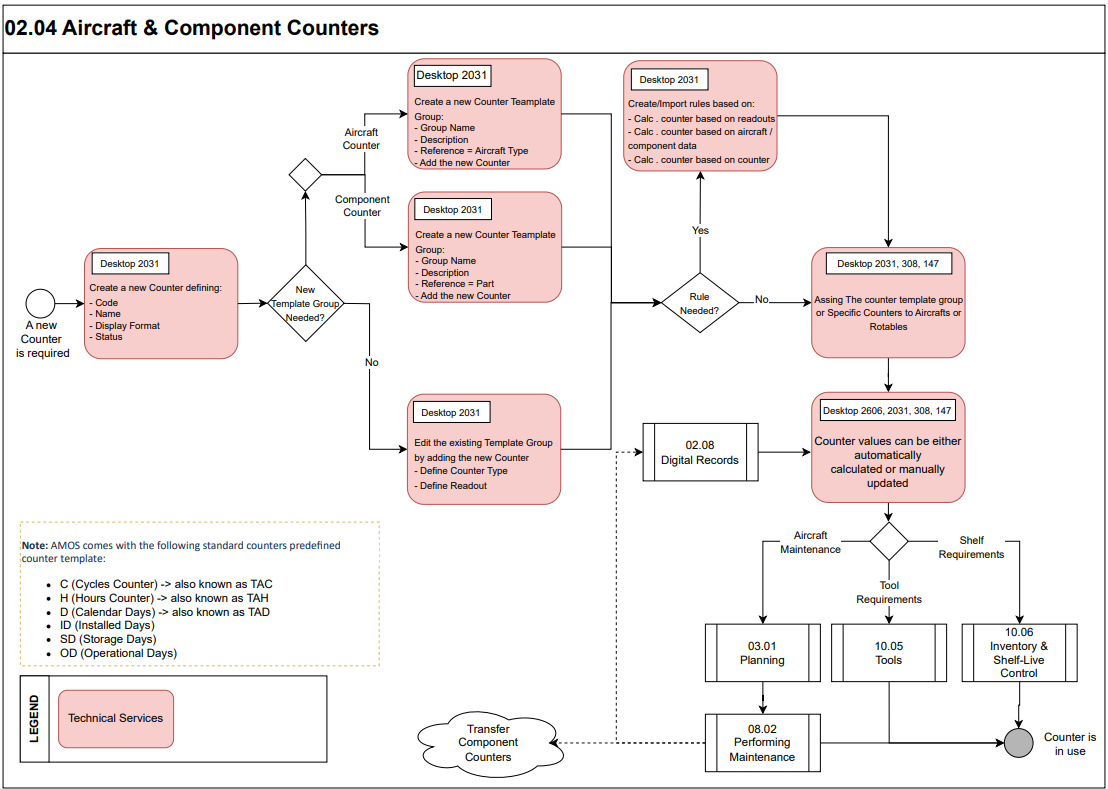 02.04 Aircraft & Component Counters
Desktop 2031
Create a new Counter Teamplate
Group:
- Group Name
- Description
- Reference = Aircraft Type
- Add the new Counter
Desktop 2031
Create/Import rules based on:
- Calc . counter based on readouts
- Calc . counter based on aircraft /
component data
- Calc . counter based on counter
Aircraft
Counter
Component
Counter
Desktop 2031
Create a new Counter Teamplate
Group:
- Group Name
- Description
- Reference = Part
- Add the new Counter
Yes
Desktop 2031
Create a new Counter defining:
- Code
- Name
- Display Format
- Status
A new
Counter
is required
New
Template Group
Needed?
Rule
Needed?
No
Desktop 2031, 308, 147
Assing The counter template group
or Specific Counters to Aircrafts or
Rotables
No
Desktop 2031
Edit the existing Template Group
by adding the new Counter
- Define Counter Type
- Define Readout
02.08
Digital Records
Desktop 2606, 2031, 308, 147
Counter values can be either
automatically
calculated or manually
updated
Aircraft
Maintenance
Shelf
Requirements
Tool
Requirements
Note: AMOS comes with the following standard counters predefined
counter template:
• C (Cycles Counter) -> also known as TAC
• H (Hours Counter) -> also known as TAH
• D (Calendar Days) -> also known as TAD
• ID (Installed Days)
• SD (Storage Days)
• OD (Operational Days)
03.01
Planning
10.05
Tools
10.06
Inventory &
Shelf-Live
Control
LEGEND
Technical Services
Transfer
Component
Counters
08.02
Performing
Maintenance
Counter is
in use